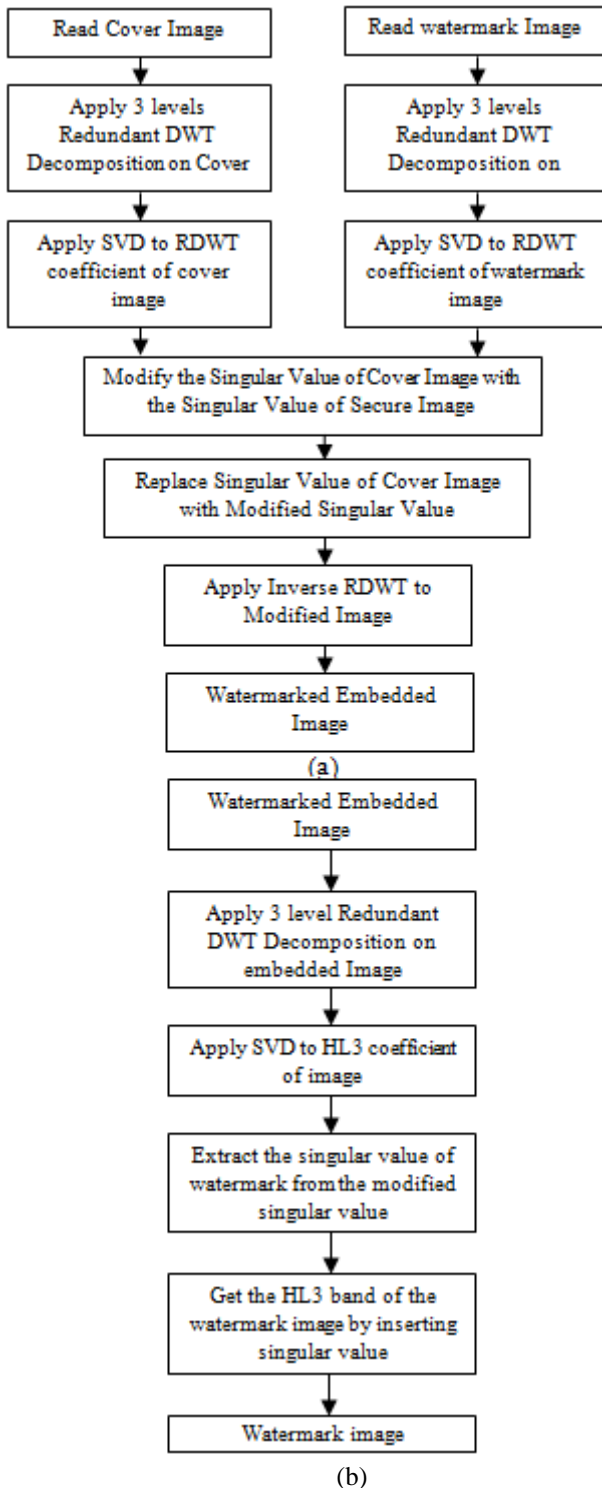 Read Cover Image
Read watermark Image
Apply 3 levels
Redundant DWT
Decomposition on Cover
Apply 3 levels
Redundant DWT
Decomposition on
Apply SVD to RDWT
coefficient of cover
image
Apply SVD to RDWT
coefficient of watermark
image
Modify the Singular Value of Cover Image with
the Singular Value of Secure Image
Replace Singular Value of Cover Image
with Modified Singular Value
Apply Inverse RDWT to
Modified Image
Watermarked Embedded
Image
(a)
Watermarked Embedded
Image
Apply 3 level Redundant
DWT Decomposition on
embedded Image
Apply SVD to HL3 coefficient
of image
Extract the singular value of
watermark from the modified
singular value
Get the HL3 band of the
watermark image by inserting
singular value
Watermark image
(b)